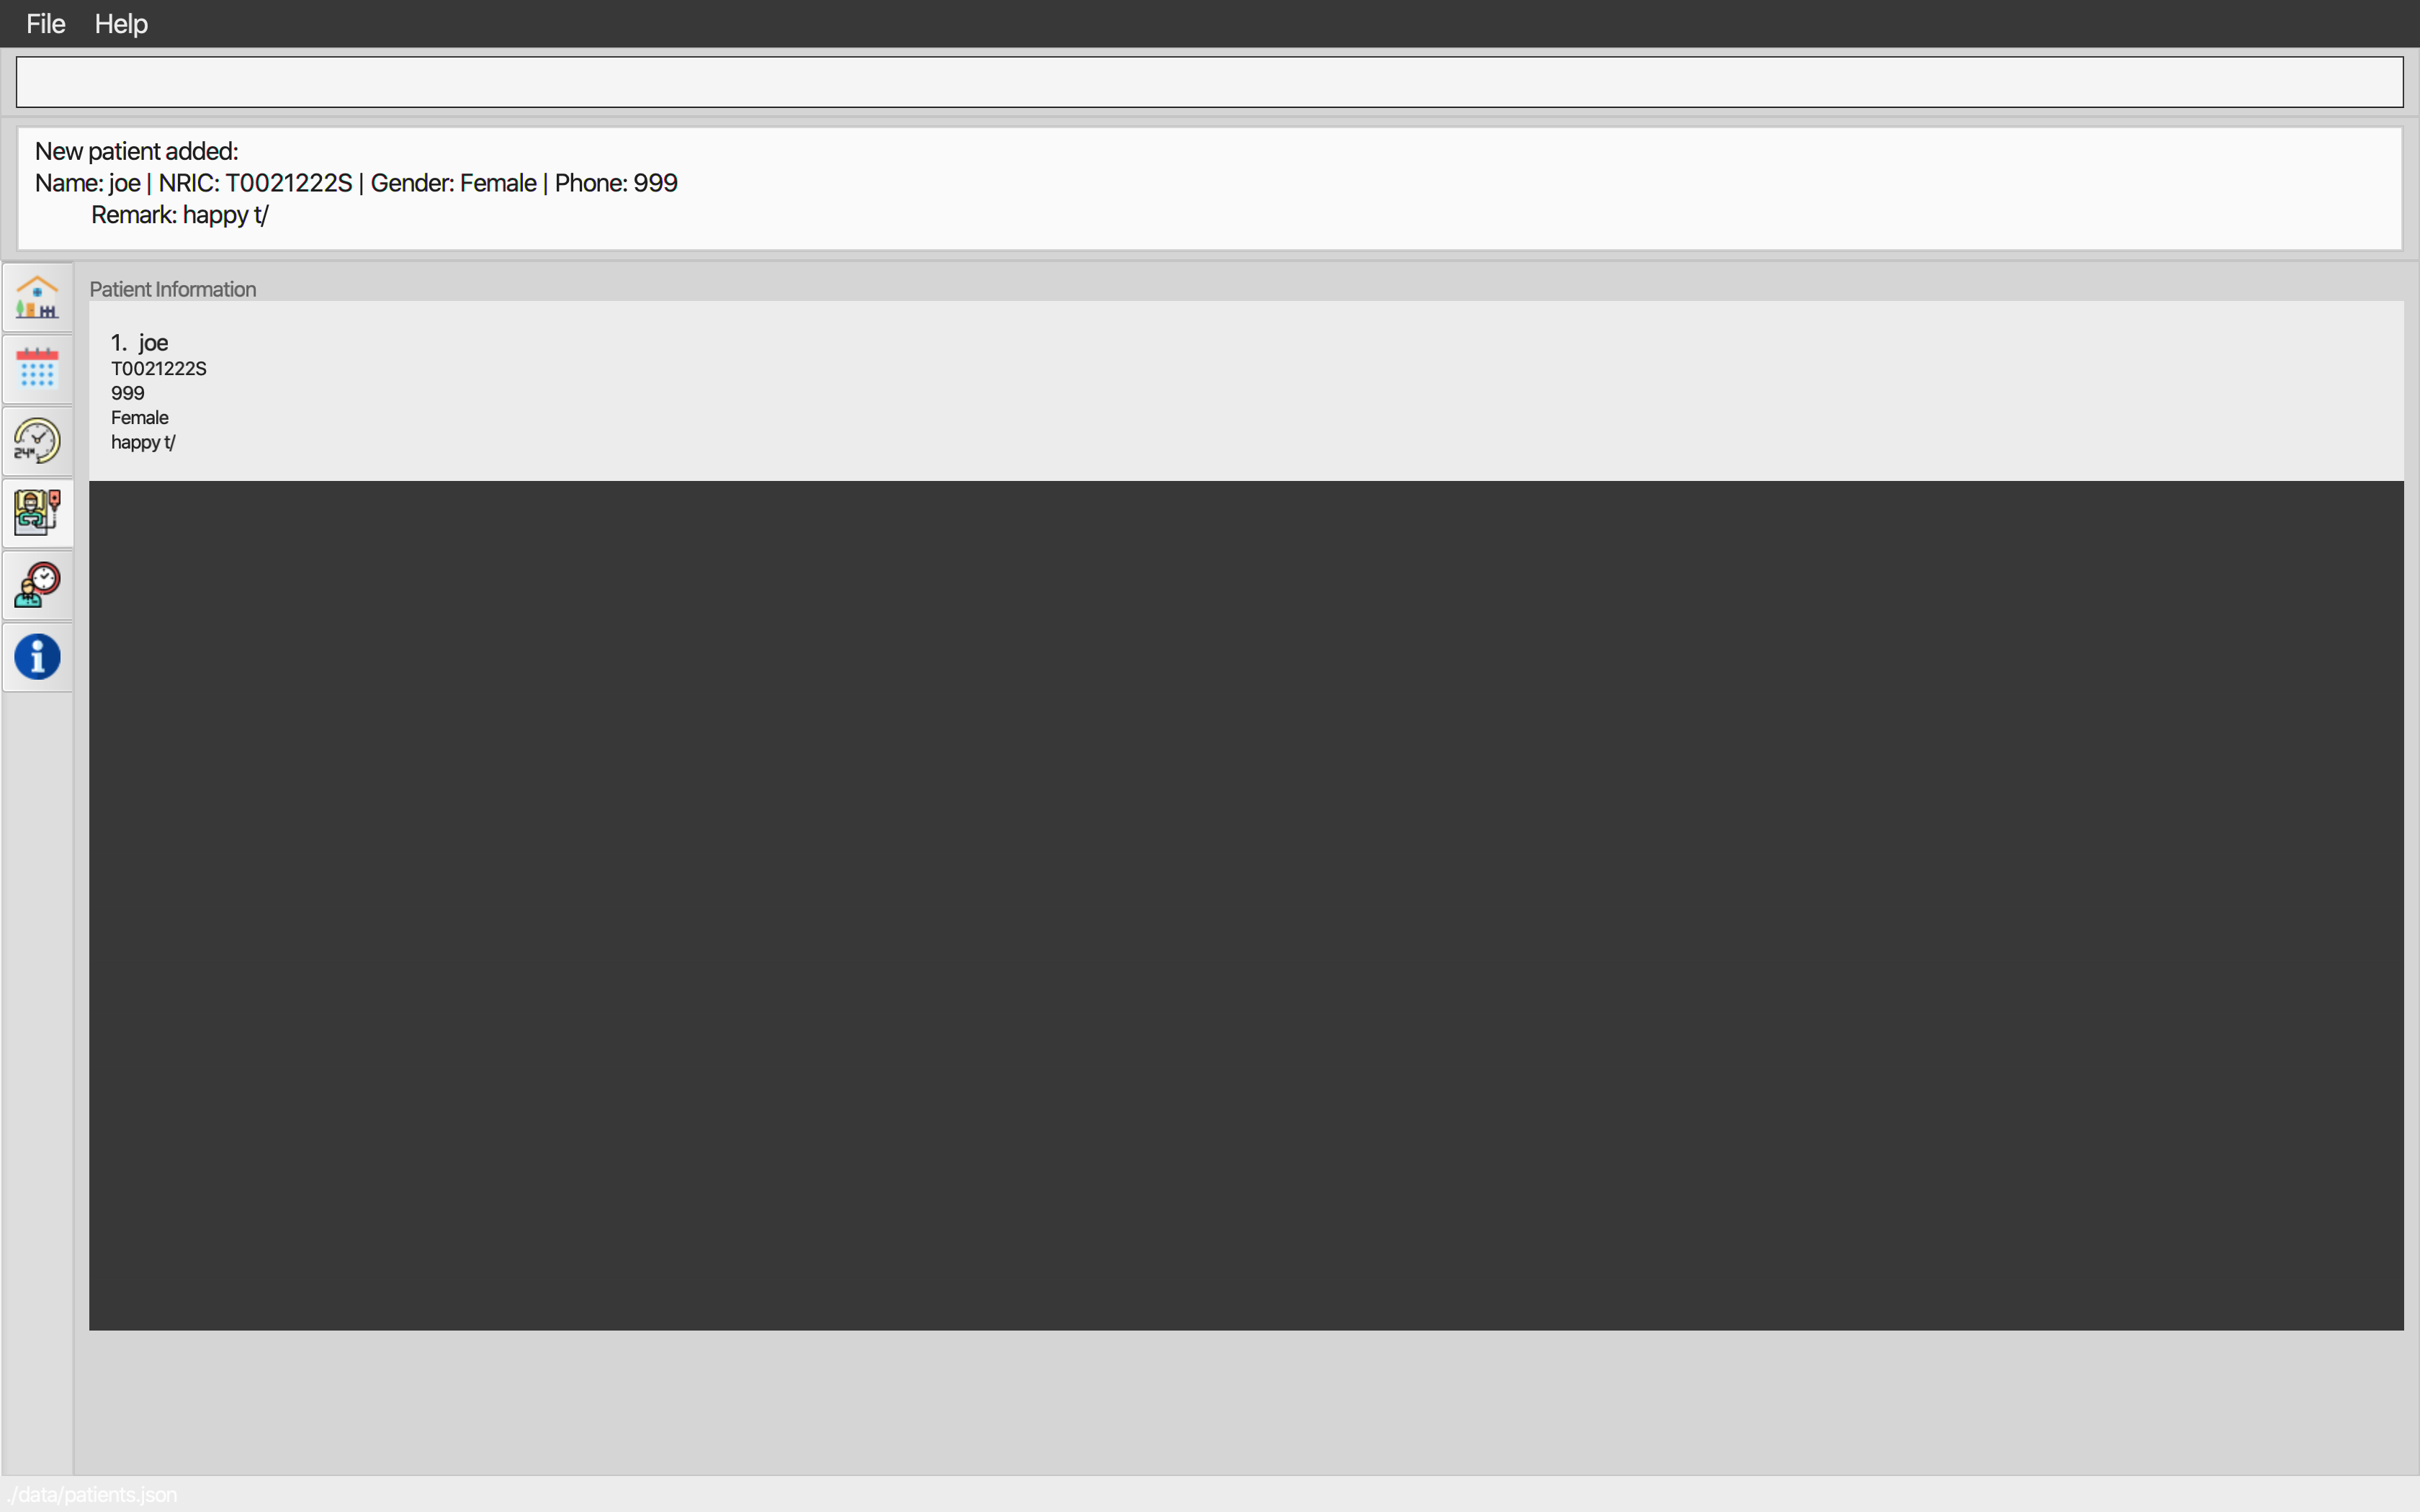 File Help
New patient added:
Name: joe | NRIC: T0021222S | Gender: Female | Phone: 999
Remark: happy t/
Patient Information
1. joe
T0021222S
999
Female
happy t/
24H
./data/patients.json